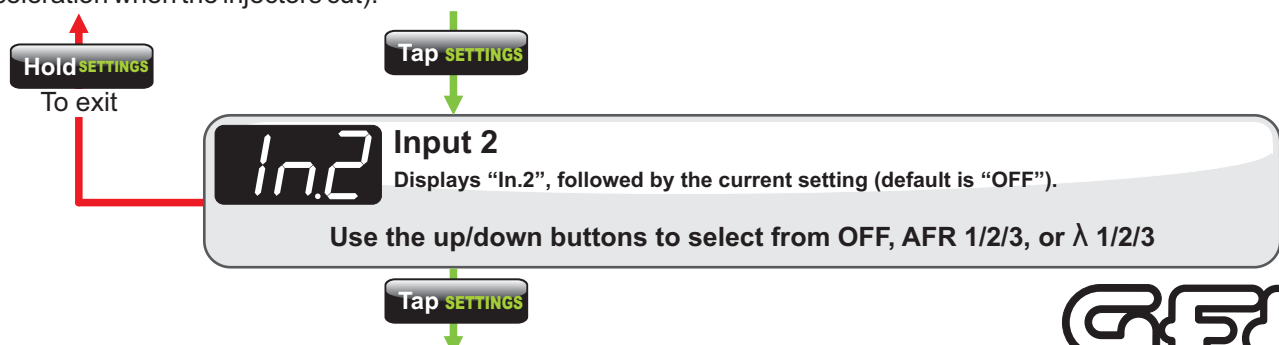 Hold SETTINGS
To exit
Tap SETTINGS
In.2
Input 2
Displays “In.2”, followed by the current setting (default is “OFF”).
Use the up/down buttons to select from OFF, AFR 1/2/3, or λ 1/2/3
Tap SETTINGS